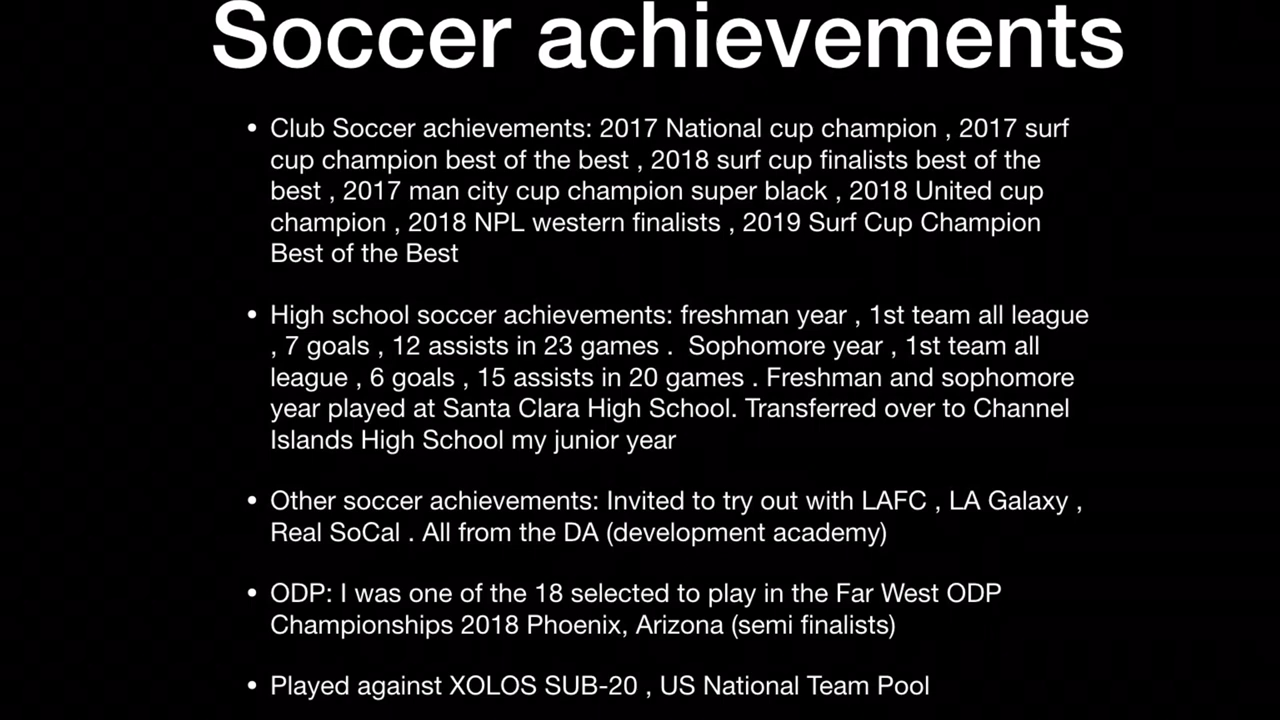 Soccer achievements
• Club Soccer achievements: 2017 National cup champion , 2017 surf
cup champion best of the best , 2018 surf cup finalists best of the
best , 2017 man city cup champion super black , 2018 United cup
champion , 2018 NPL western finalists , 2019 Surf Cup Champion
Best of the Best
• High school soccer achievements: freshman year , 1st team all league
, 7 goals , 12 assists in 23 games .  Sophomore year , 1st team all
league , 6 goals , 15 assists in 20 games . Freshman and sophomore
year played at Santa Clara High School. Transferred over to Channel
Islands High School my junior year
• Other soccer achievements: Invited to try out with LAFC , LA Galaxy ,
Real SoCal . All from the DA (development academy)
• ODP: I was one of the 18 selected to play in the Far West ODP
Championships 2018 Phoenix, Arizona (semi finalists)
• Played against XOLOS SUB-20 , US National Team Pool